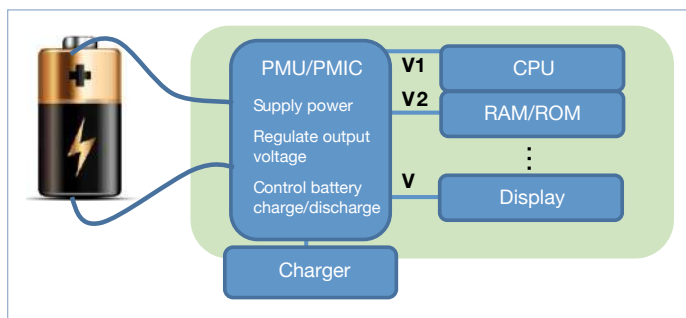 PMU/PMIC
Supply power
Regulate output
voltage
Control battery
charge/discharge
V1
CPU
V2
RAM/ROM
⋮
V
Display
Charger